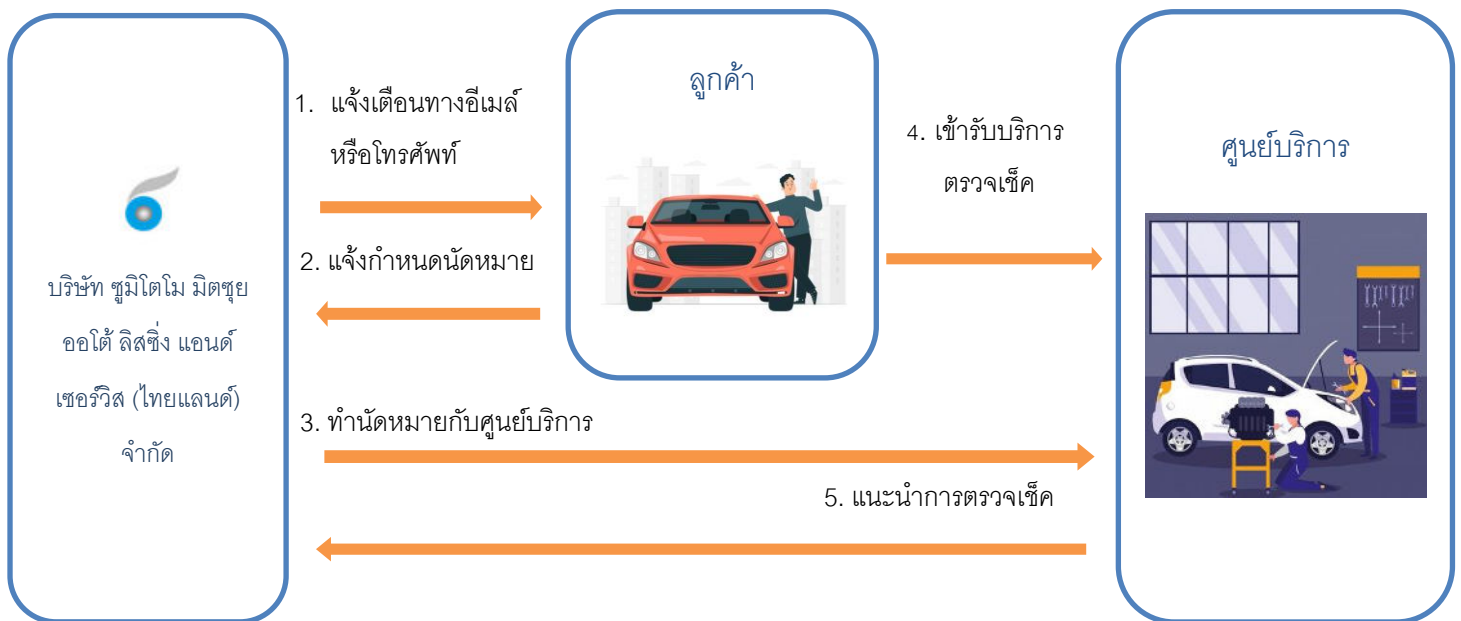 บริษัท ซูมิโตโม มิตซุย
ออโต้ ลิสซิ่ง แอนด์
เซอร์วิส (ไทยแลนด์)
จำกัด
1. แจ้งเตือนทางอีเมล์
หรือโทรศัพท์
2. แจ้งกำหนดนัดหมาย
ลูกค้า
3. ทำนัดหมายกับศูนย์บริการ
4. เข้ารับบริการ
ตรวจเช็ค
5. แนะนำการตรวจเช็ค
ศูนย์บริการ